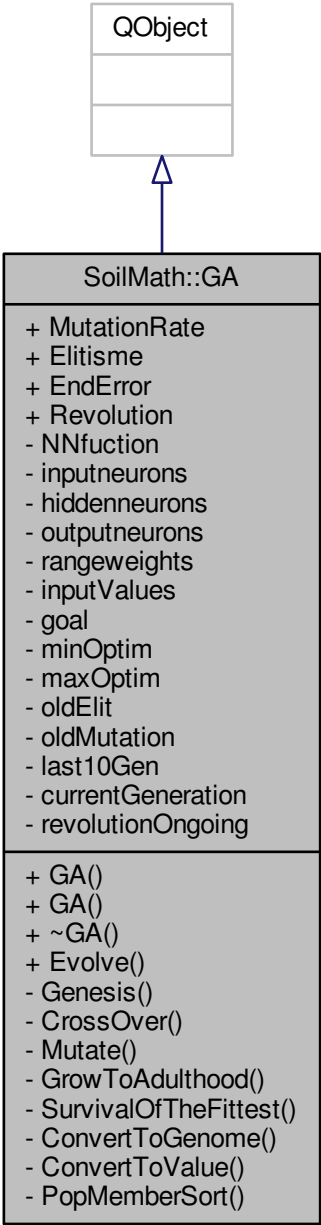 QObject
SoilMath::GA
+ MutationRate
+ Elitisme
+ EndError
+ Revolution
- NNfuction
- inputneurons
- hiddenneurons
- outputneurons
- rangeweights
- inputValues
- goal
- minOptim
- maxOptim
- oldElit
- oldMutation
- last10Gen
- currentGeneration
- revolutionOngoing
+ GA()
+ GA()
+ ~GA()
+ Evolve()
- Genesis()
- CrossOver()
- Mutate()
- GrowToAdulthood()
- SurvivalOfTheFittest()
- ConvertToGenome()
- ConvertToValue()
- PopMemberSort()